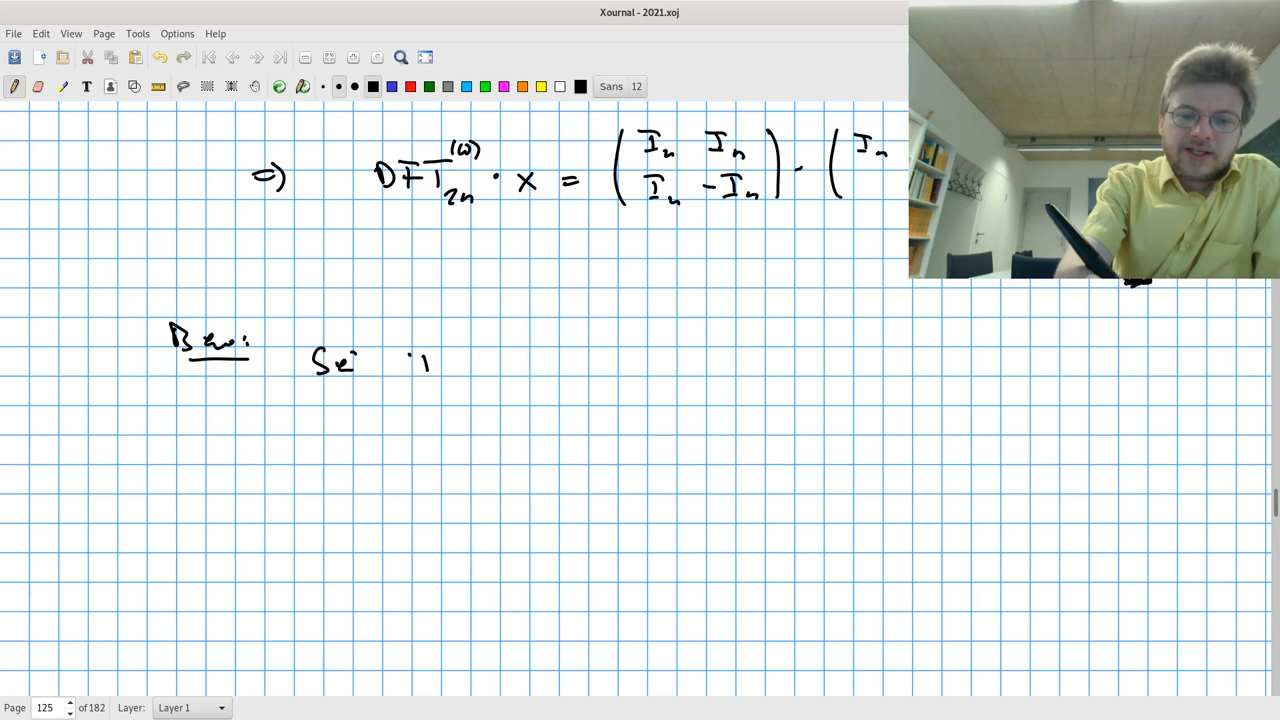 Xournal - 2021.xoj
File Edit View Page Tools Options Help
T Sans 12
⇒ DFT_{2n}^{(ω)} · x = ( I_n I_n ; I_n -I_n ) · ( I_n
Bew: Sei i
Page 125 of 182 Layer: Layer 1